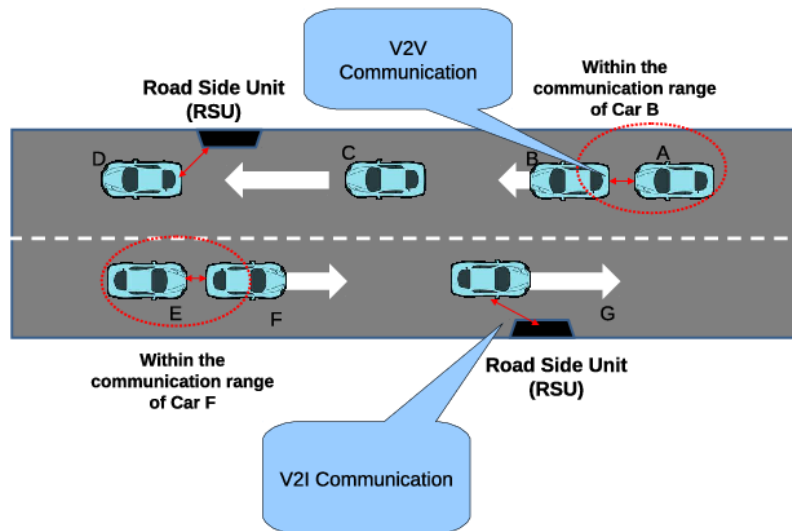 V2V
Communication
Within the
communication range
of Car B
Road Side Unit
(RSU)
D
C
B
A
E
F
G
Within the
communication range
of Car F
Road Side Unit
(RSU)
V2I Communication